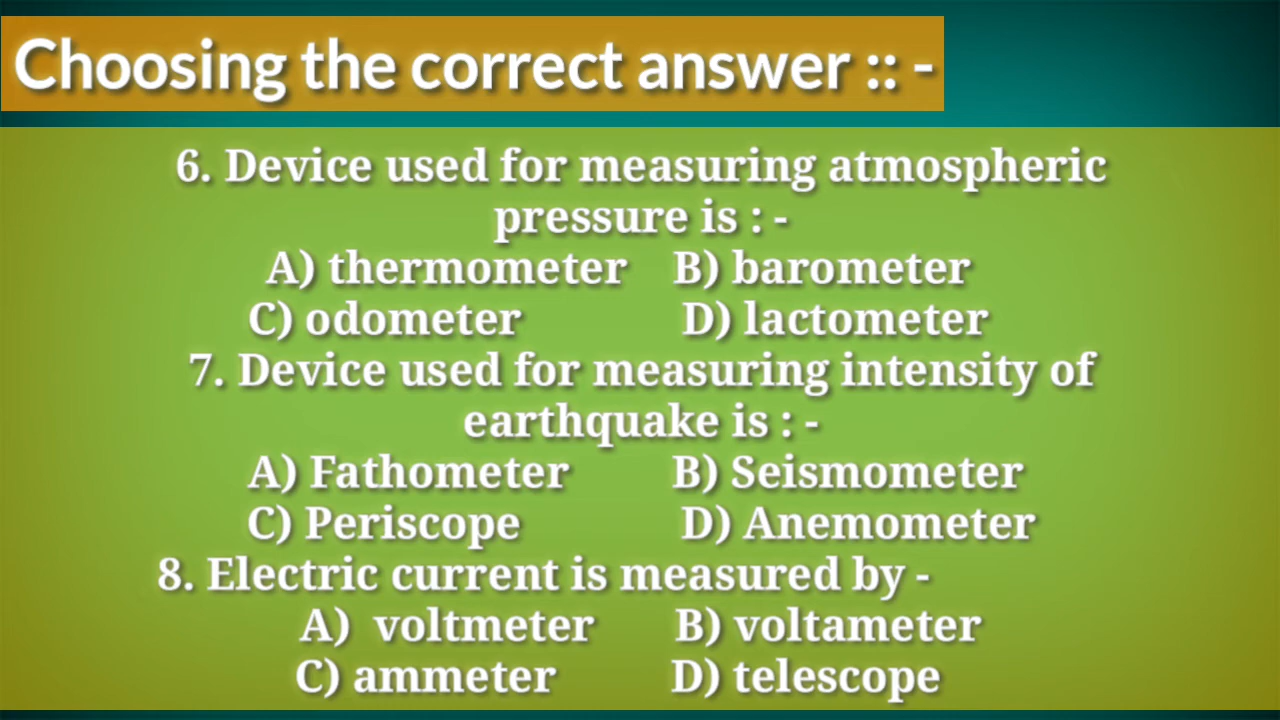 Choosing the correct answer :: -
6. Device used for measuring atmospheric
pressure is : -
A) thermometer B) barometer
C) odometer D) lactometer
7. Device used for measuring intensity of
earthquake is : -
A) Fathometer B) Seismometer
C) Periscope D) Anemometer
8. Electric current is measured by -
A) voltmeter B) voltameter
C) ammeter D) telescope